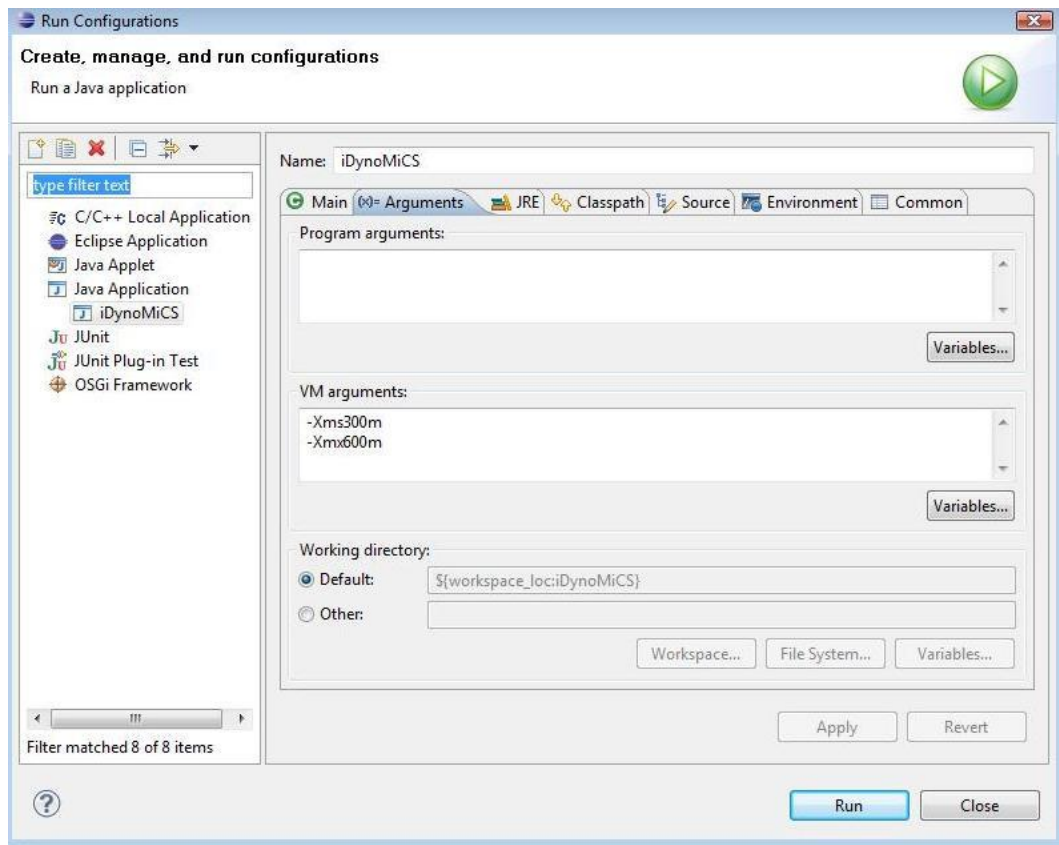 Run Configurations
Create, manage, and run configurations
Run a Java application
type filter text
C/C++ Local Application
Eclipse Application
Java Applet
Java Application
iDynoMiCS
JUnit
JUnit Plug-in Test
OSGi Framework
Filter matched 8 of 8 items
Name: iDynoMiCS
Main (x)= Arguments JRE Classpath Source Environment Common
Program arguments:
Variables...
VM arguments:
-Xms300m
-Xmx600m
Variables...
Working directory:
Default: ${workspace_loc:iDynoMiCS}
Other:
Workspace... File System... Variables...
Apply Revert
Run Close